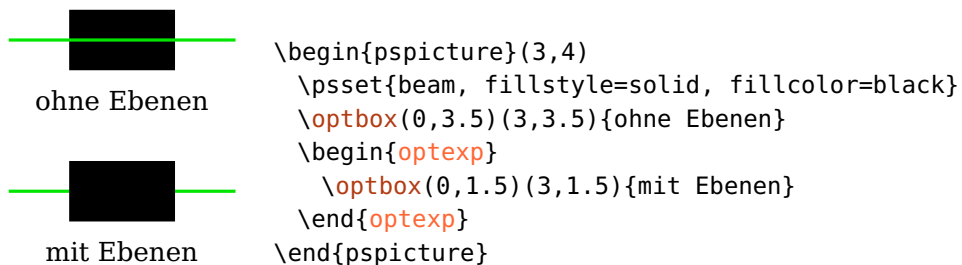 ohne Ebenen
mit Ebenen
\begin{pspicture}(3,4)
  \psset{beam, fillstyle=solid, fillcolor=black}
  \optbox(0,3.5)(3,3.5){ohne Ebenen}
  \begin{optexp}
    \optbox(0,1.5)(3,1.5){mit Ebenen}
  \end{optexp}
\end{pspicture}